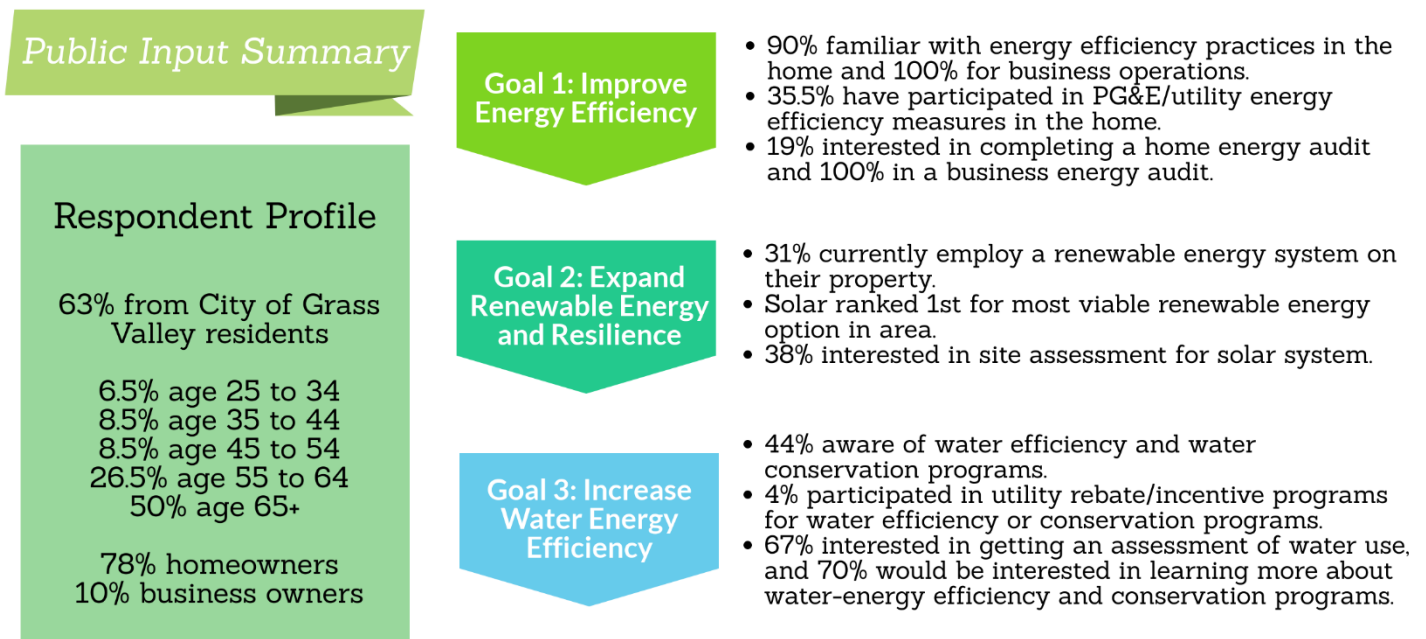 Public Input Summary
Respondent Profile
63% from City of Grass
Valley residents
6.5% age 25 to 34
8.5% age 35 to 44
8.5% age 45 to 54
26.5% age 55 to 64
50% age 65+
78% homeowners
10% business owners
Goal 1: Improve
Energy Efficiency
• 90% familiar with energy efficiency practices in the
home and 100% for business operations.
• 35.5% have participated in PG&E/utility energy
efficiency measures in the home.
• 19% interested in completing a home energy audit
and 100% in a business energy audit.
Goal 2: Expand
Renewable Energy
and Resilience
• 31% currently employ a renewable energy system on
their property.
• Solar ranked 1st for most viable renewable energy
option in area.
• 38% interested in site assessment for solar system.
Goal 3: Increase
Water Energy
Efficiency
• 44% aware of water efficiency and water
conservation programs.
• 4% participated in utility rebate/incentive programs
for water efficiency or conservation programs.
• 67% interested in getting an assessment of water use,
and 70% would be interested in learning more about
water-energy efficiency and conservation programs.